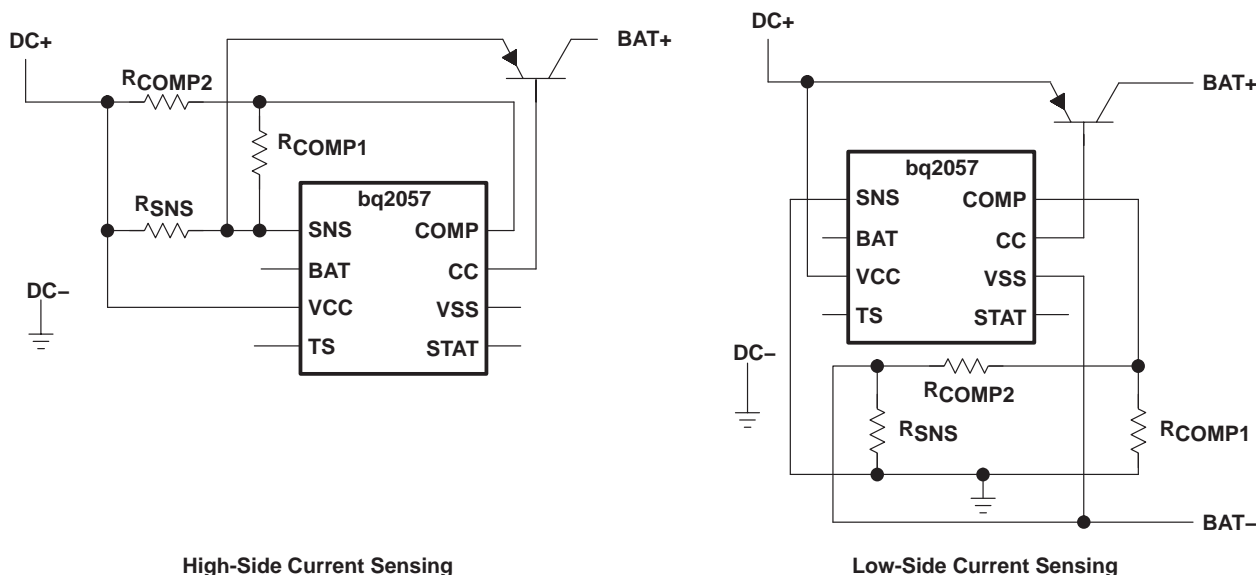 DC+
BAT+
RCOMP2
RCOMP1
bq2057
RSNS
SNS
COMP
BAT
CC
DC–
VCC
VSS
TS
STAT
High-Side Current Sensing
DC+
BAT+
bq2057
SNS
COMP
BAT
CC
VCC
VSS
TS
STAT
DC–
RCOMP2
RSNS
RCOMP1
BAT–
Low-Side Current Sensing